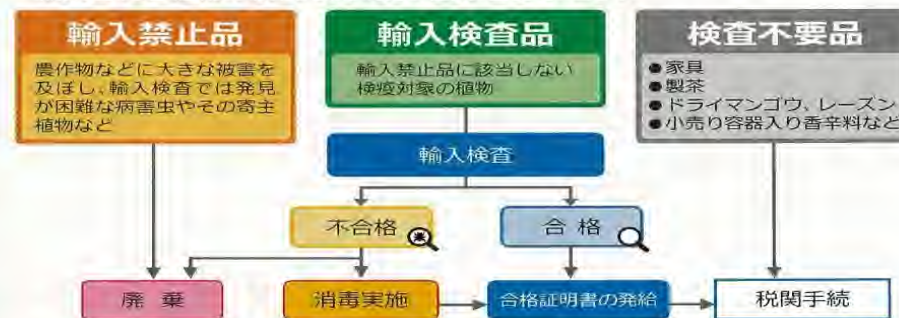 輸入禁止品
農作物などに大きな被害を
及ぼし、輸入検査では発見
が困難な病害虫やその寄主
植物など
輸入検査品
輸入禁止品に該当しない
検疫対象の植物
検査不要品
●家具
●製茶
●ドライマンゴウ、レーズン
●小売り容器入り香辛料など
輸入検査
不合格
合格
廃棄
消毒実施
合格証明書の発給
税関手続